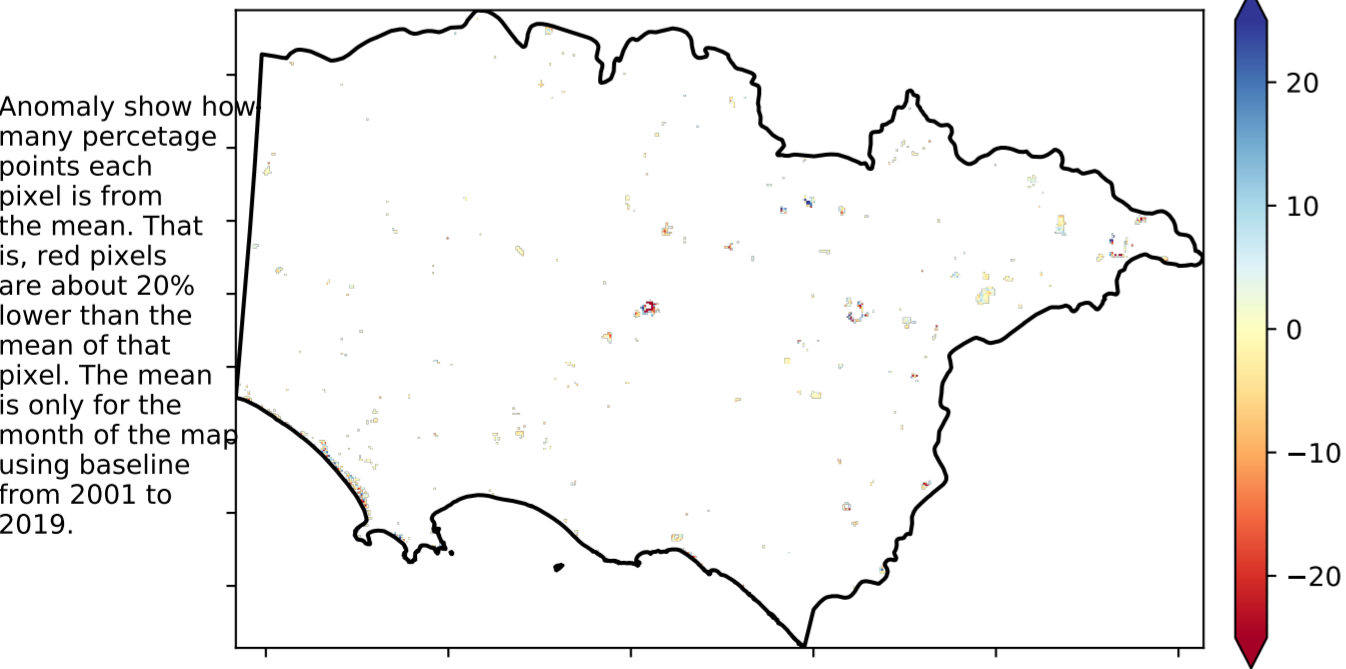 Anomaly show how
many percetage
points each
pixel is from
the mean. That
is, red pixels
are about 20%
lower than the
mean of that
pixel. The mean
is only for the
month of the map
using baseline
from 2001 to
2019.
20
10
0
−10
−20